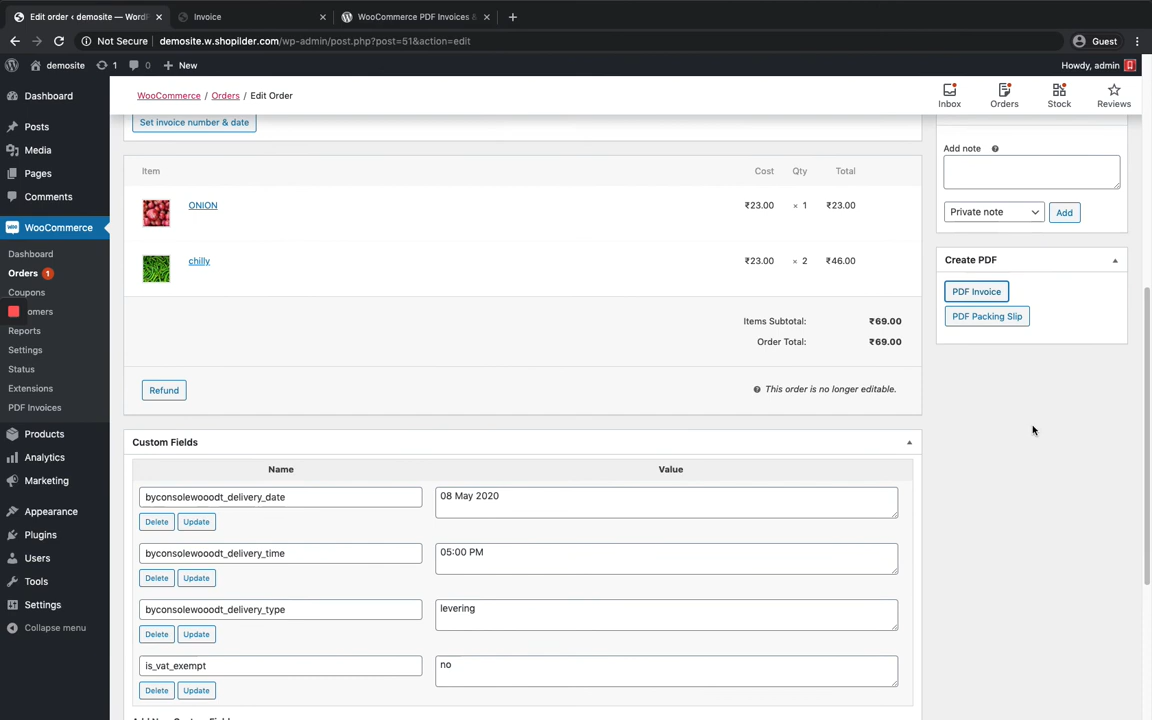 Edit order ‹ demosite — WordP
Invoice
WooCommerce PDF Invoices &
Not Secure
demosite.w.shopilder.com/wp-admin/post.php?post=51&action=edit
Guest
demosite
1
0
New
Howdy, admin
Dashboard
Posts
Media
Pages
Comments
WooCommerce
Dashboard
Orders 1
Coupons
omers
Reports
Settings
Status
Extensions
PDF Invoices
Products
Analytics
Marketing
Appearance
Plugins
Users
Tools
Settings
Collapse menu
WooCommerce / Orders / Edit Order
Inbox
Orders
Stock
Reviews
Set invoice number & date
Item Cost Qty Total
ONION ₹23.00 × 1 ₹23.00
chilly ₹23.00 × 2 ₹46.00
Items Subtotal: ₹69.00
Order Total: ₹69.00
Refund
This order is no longer editable.
Custom Fields
Name Value
byconsolewooodt_delivery_date 08 May 2020
Delete Update
byconsolewooodt_delivery_time 05:00 PM
Delete Update
byconsolewooodt_delivery_type levering
Delete Update
is_vat_exempt no
Delete Update
Add note
Private note Add
Create PDF
PDF Invoice
PDF Packing Slip